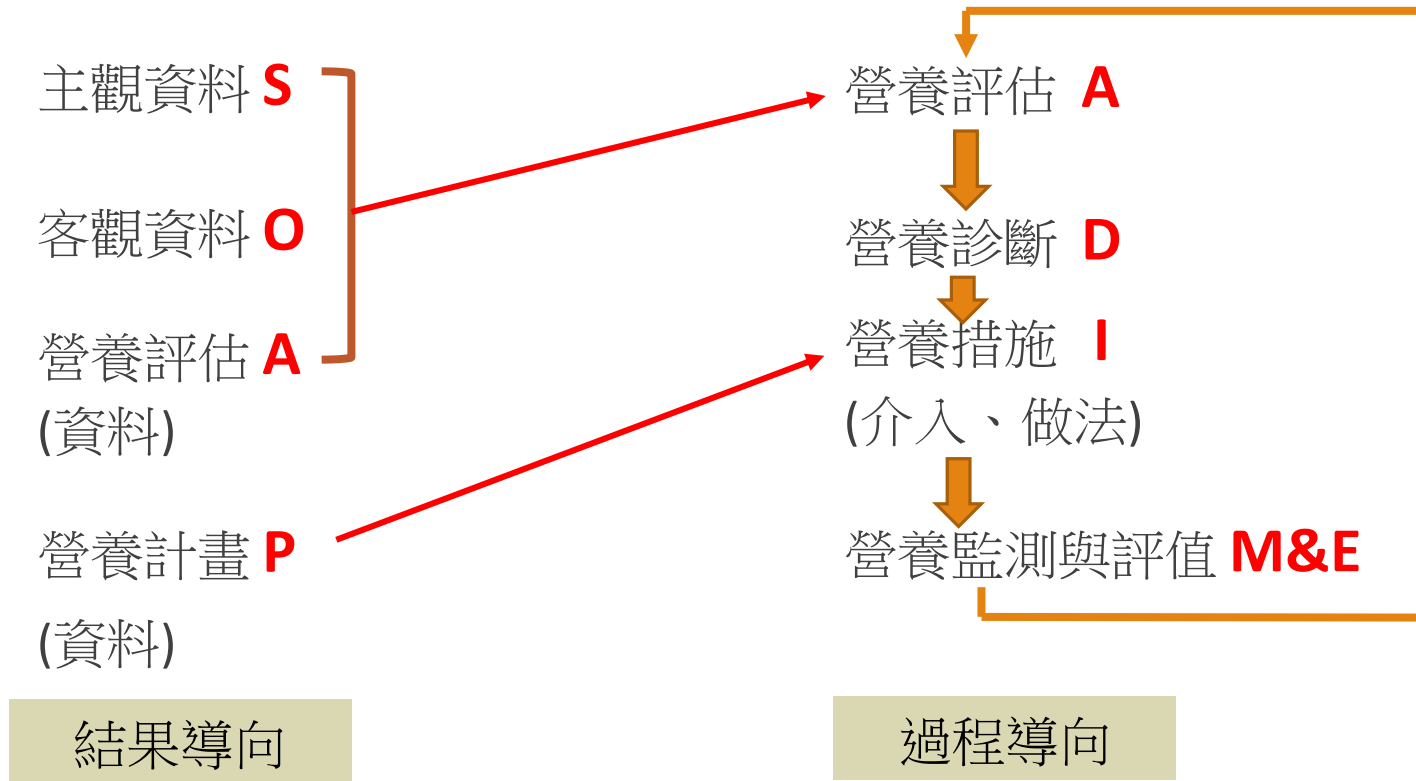 主觀資料 S
客觀資料 O
營養評估 A
(資料)
營養計畫 P
(資料)
結果導向
營養評估 A
營養診斷 D
營養措施 I
(介入、做法)
營養監測與評值 M&E
過程導向